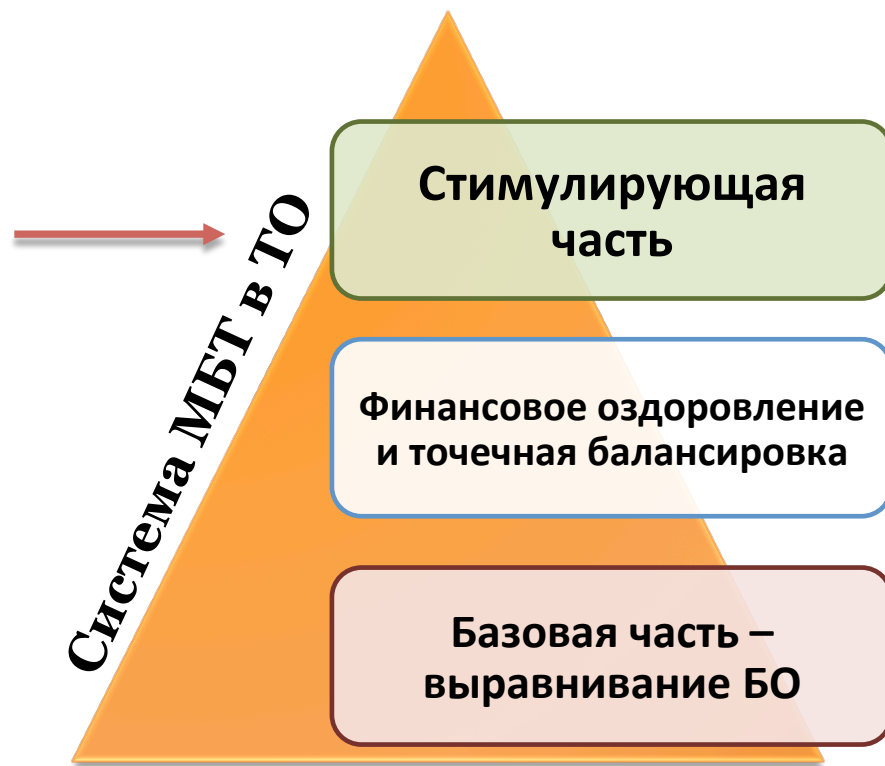 Система МБТ в ТО
Стимулирующая
часть
Финансовое оздоровление
и точечная балансировка
Базовая часть –
выравнивание БО